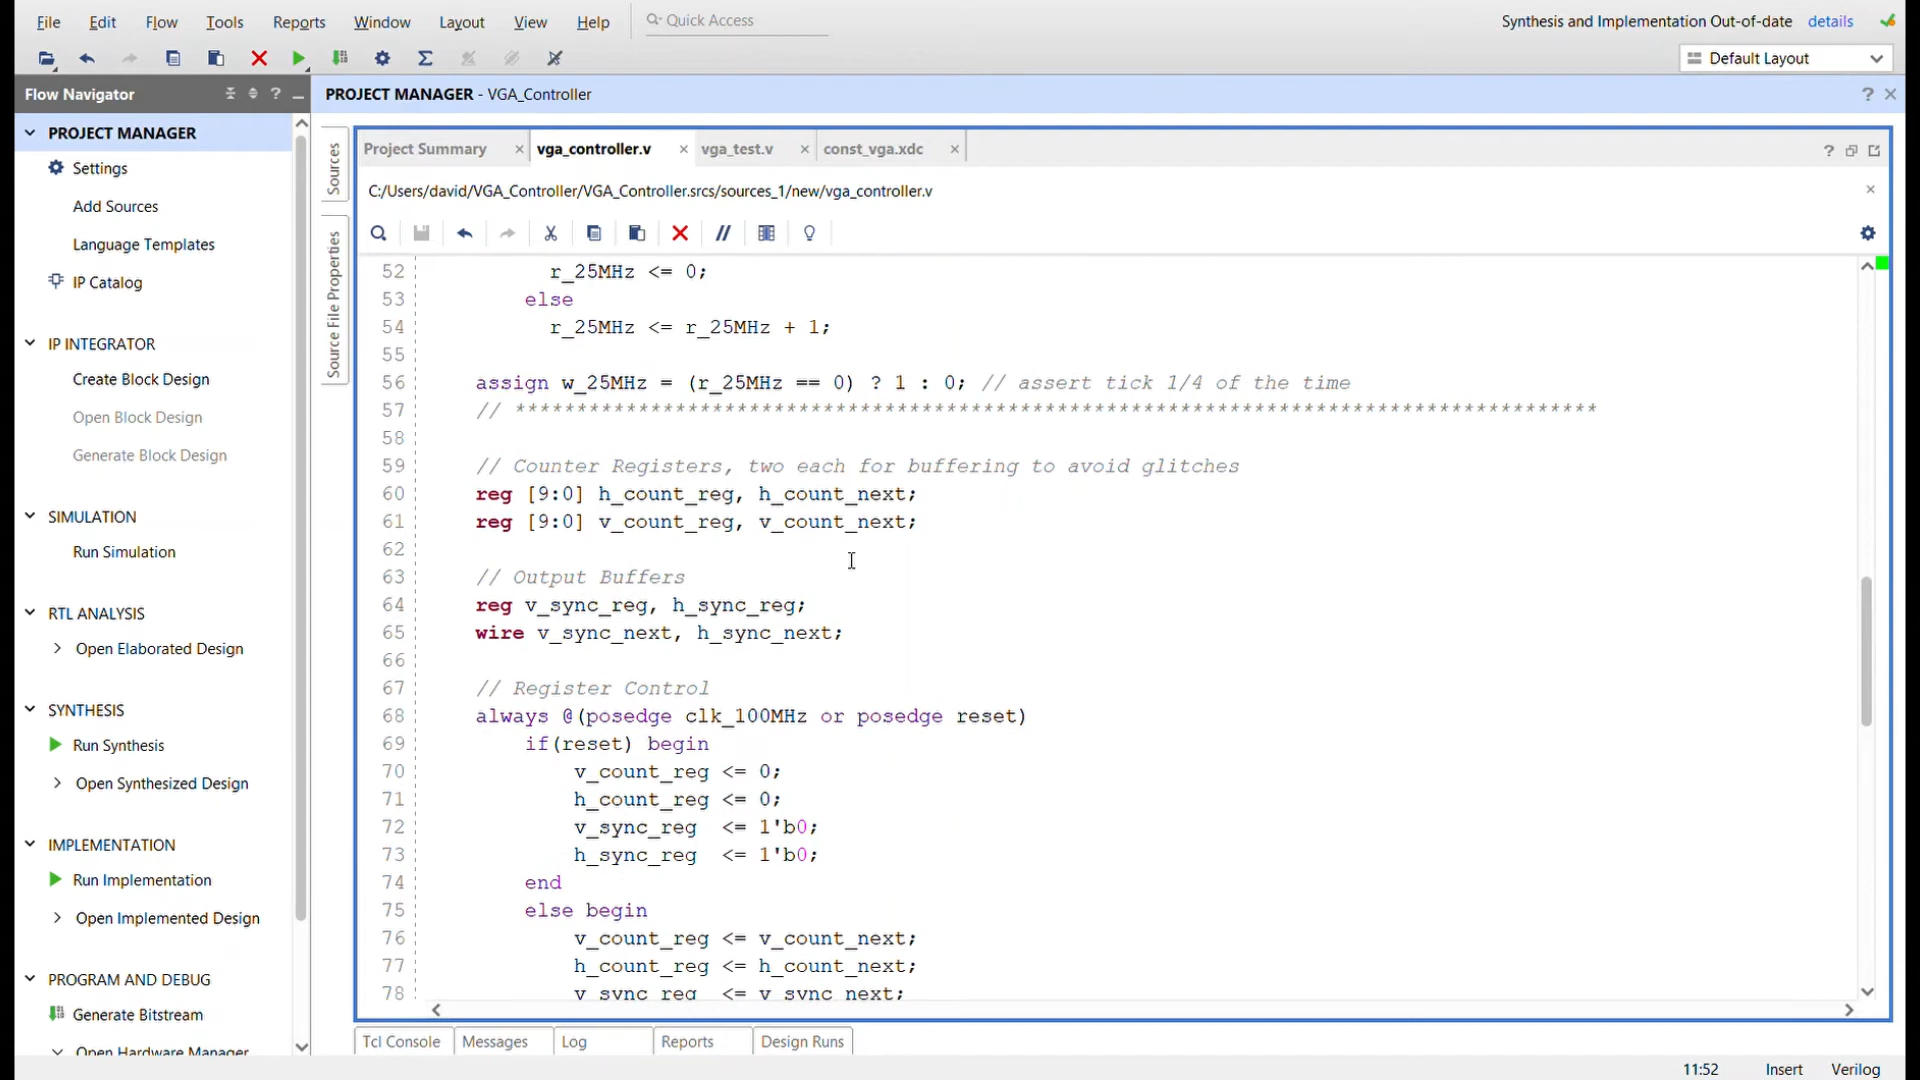 File Edit Flow Tools Reports Window Layout View Help Quick Access Synthesis and Implementation Out-of-date details
Default Layout
Flow Navigator ?
PROJECT MANAGER
Settings
Add Sources
Language Templates
IP Catalog
IP INTEGRATOR
Create Block Design
Open Block Design
Generate Block Design
SIMULATION
Run Simulation
RTL ANALYSIS
Open Elaborated Design
SYNTHESIS
Run Synthesis
Open Synthesized Design
IMPLEMENTATION
Run Implementation
Open Implemented Design
PROGRAM AND DEBUG
Generate Bitstream
Open Hardware Manager
PROJECT MANAGER - VGA_Controller ?
Sources
Source File Properties
Project Summary vga_controller.v vga_test.v const_vga.xdc ?
C:/Users/david/VGA_Controller/VGA_Controller.srcs/sources_1/new/vga_controller.v
52 r_25MHz <= 0;
53 else
54 r_25MHz <= r_25MHz + 1;
55
56 assign w_25MHz = (r_25MHz == 0) ? 1 : 0; // assert tick 1/4 of the time
57 // ****************************************************************************************
58
59 // Counter Registers, two each for buffering to avoid glitches
60 reg [9:0] h_count_reg, h_count_next;
61 reg [9:0] v_count_reg, v_count_next;
62
63 // Output Buffers
64 reg v_sync_reg, h_sync_reg;
65 wire v_sync_next, h_sync_next;
66
67 // Register Control
68 always @(posedge clk_100MHz or posedge reset)
69 if(reset) begin
70 v_count_reg <= 0;
71 h_count_reg <= 0;
72 v_sync_reg <= 1'b0;
73 h_sync_reg <= 1'b0;
74 end
75 else begin
76 v_count_reg <= v_count_next;
77 h_count_reg <= h_count_next;
78 v_sync_reg <= v_sync_next;
Tcl Console Messages Log Reports Design Runs
11:52 Insert Verilog